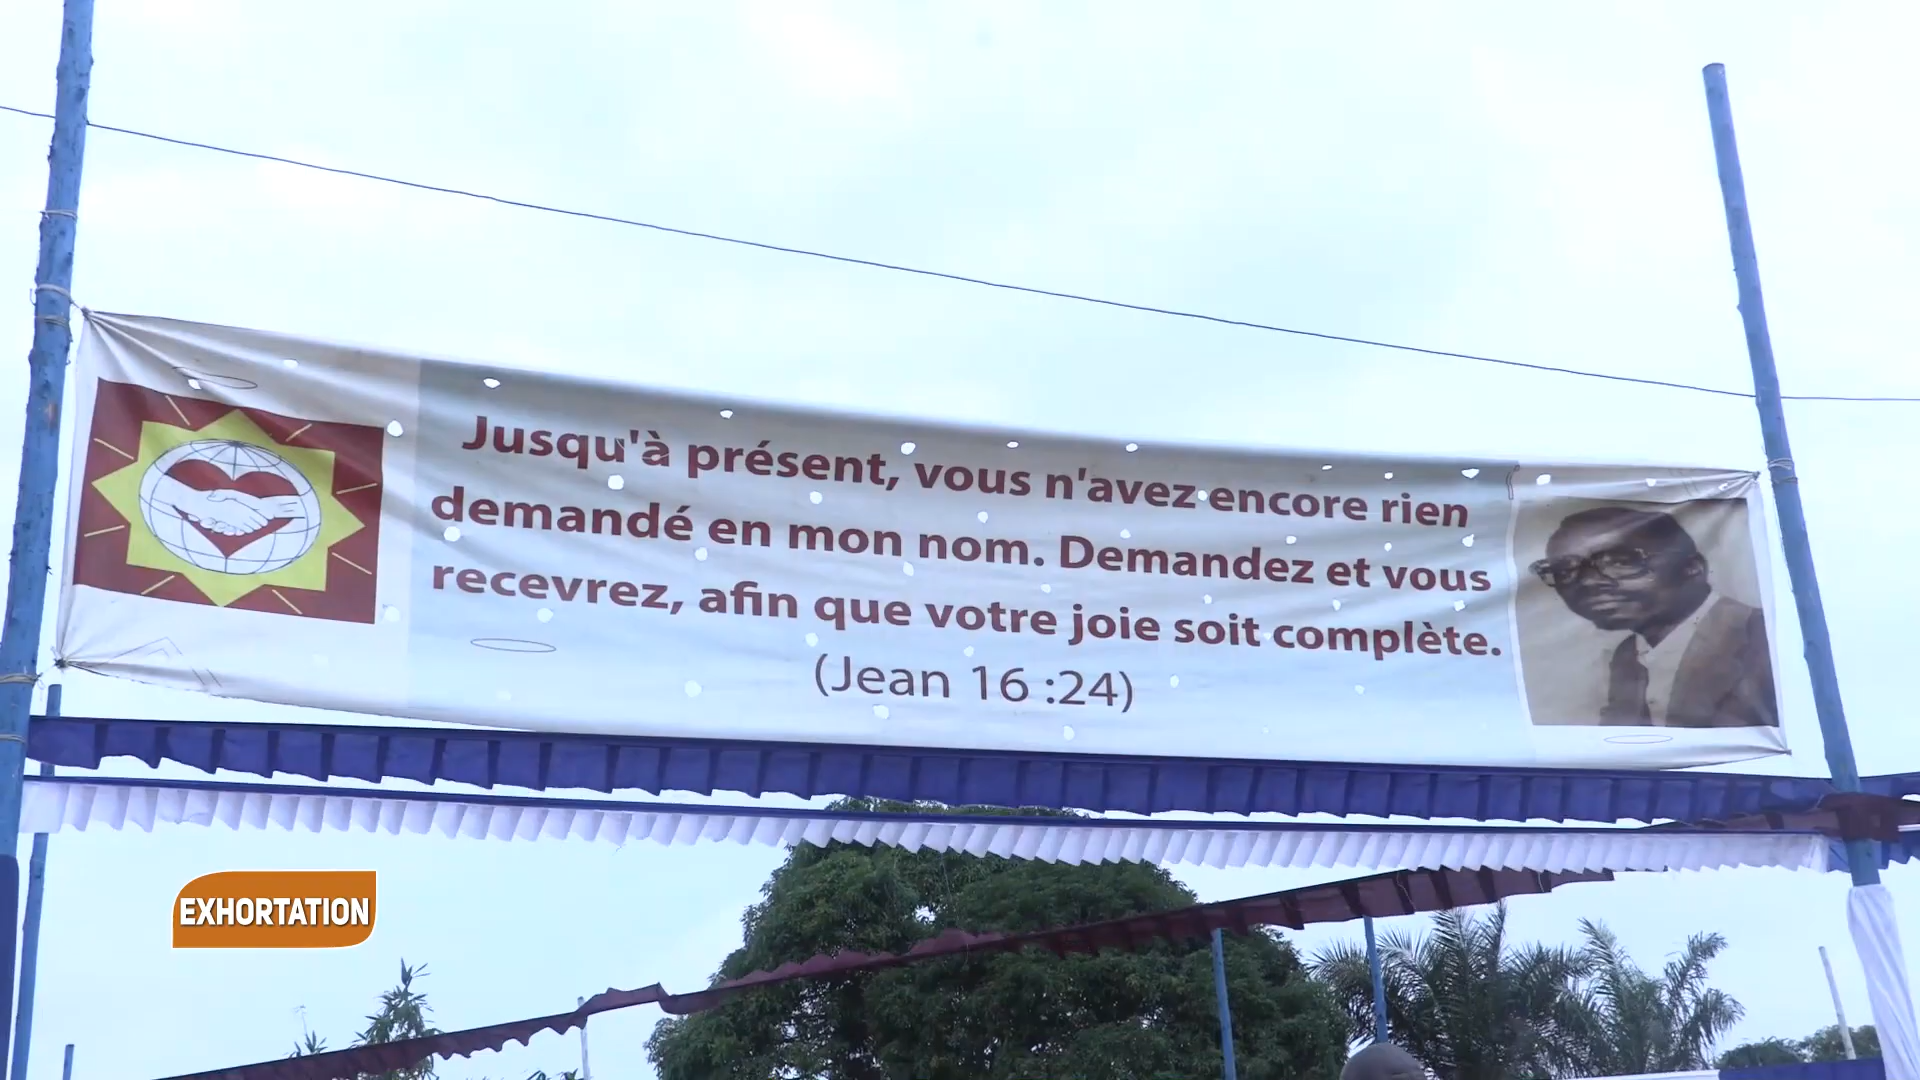 Jusqu'à présent, vous n'avez encore rien
demandé en mon nom. Demandez et vous
recevrez, afin que votre joie soit complète.
(Jean 16 :24)
EXHORTATION